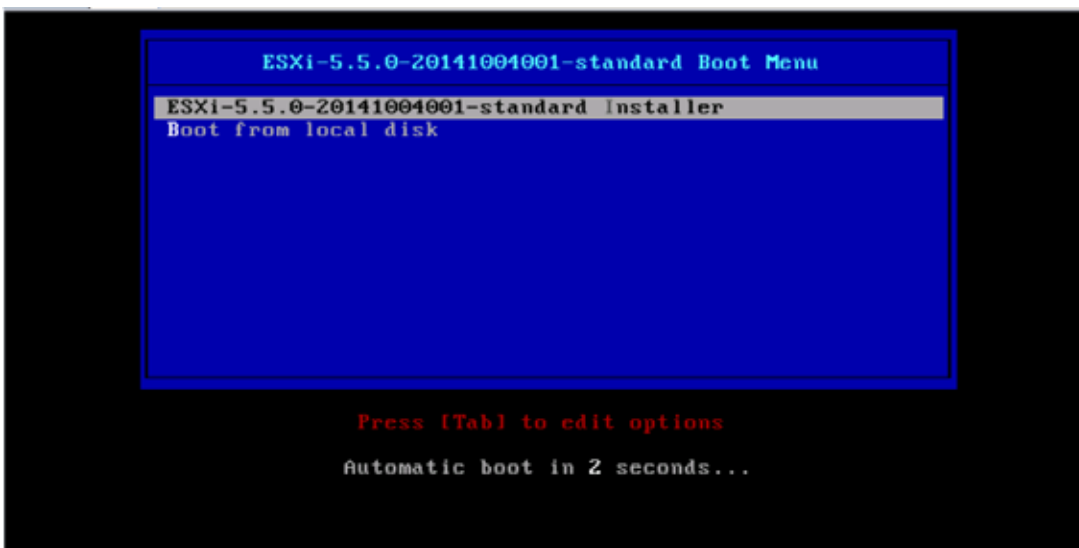 ESXi-5.5.0-20141004001-standard Boot Menu
ESXi-5.5.0-20141004001-standard Installer
Boot from local disk
Press [Tab] to edit options
Automatic boot in 2 seconds...